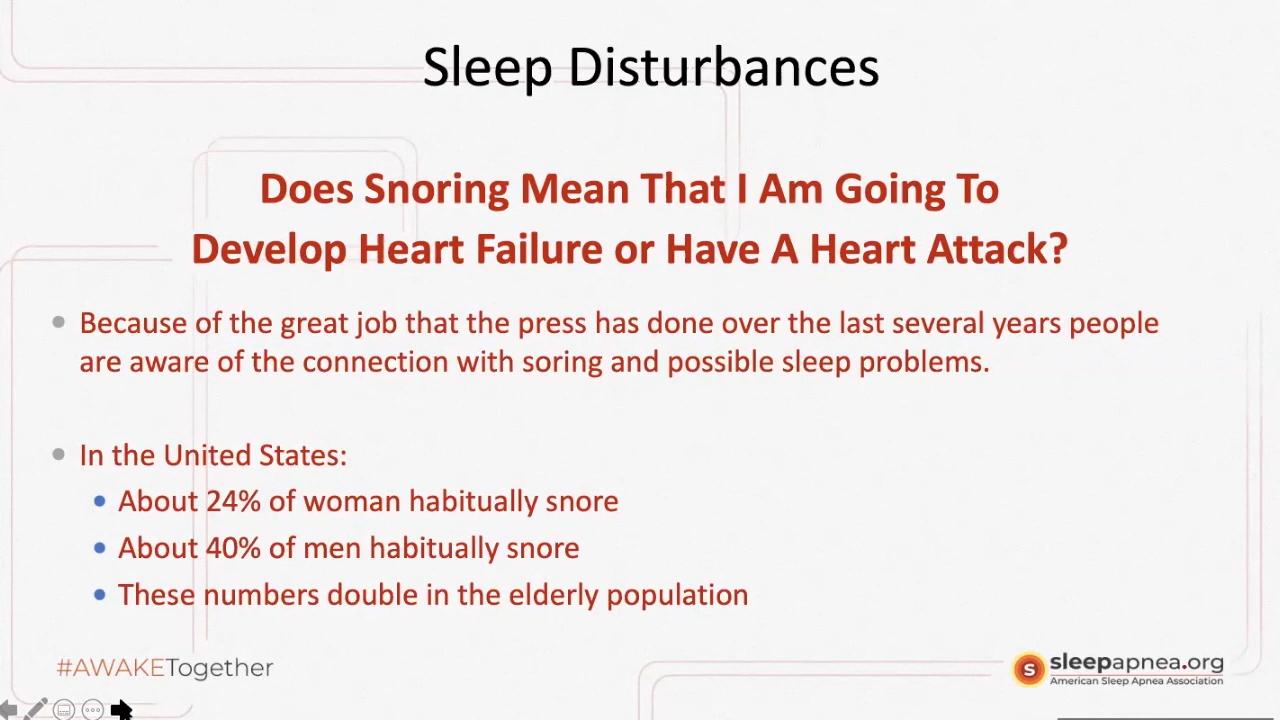 Sleep Disturbances
Does Snoring Mean That I Am Going To
Develop Heart Failure or Have A Heart Attack?
Because of the great job that the press has done over the last several years people
are aware of the connection with soring and possible sleep problems.
In the United States:
About 24% of woman habitually snore
About 40% of men habitually snore
These numbers double in the elderly population
#AWAKETogether
S
sleepapnea.org
American Sleep Apnea Association